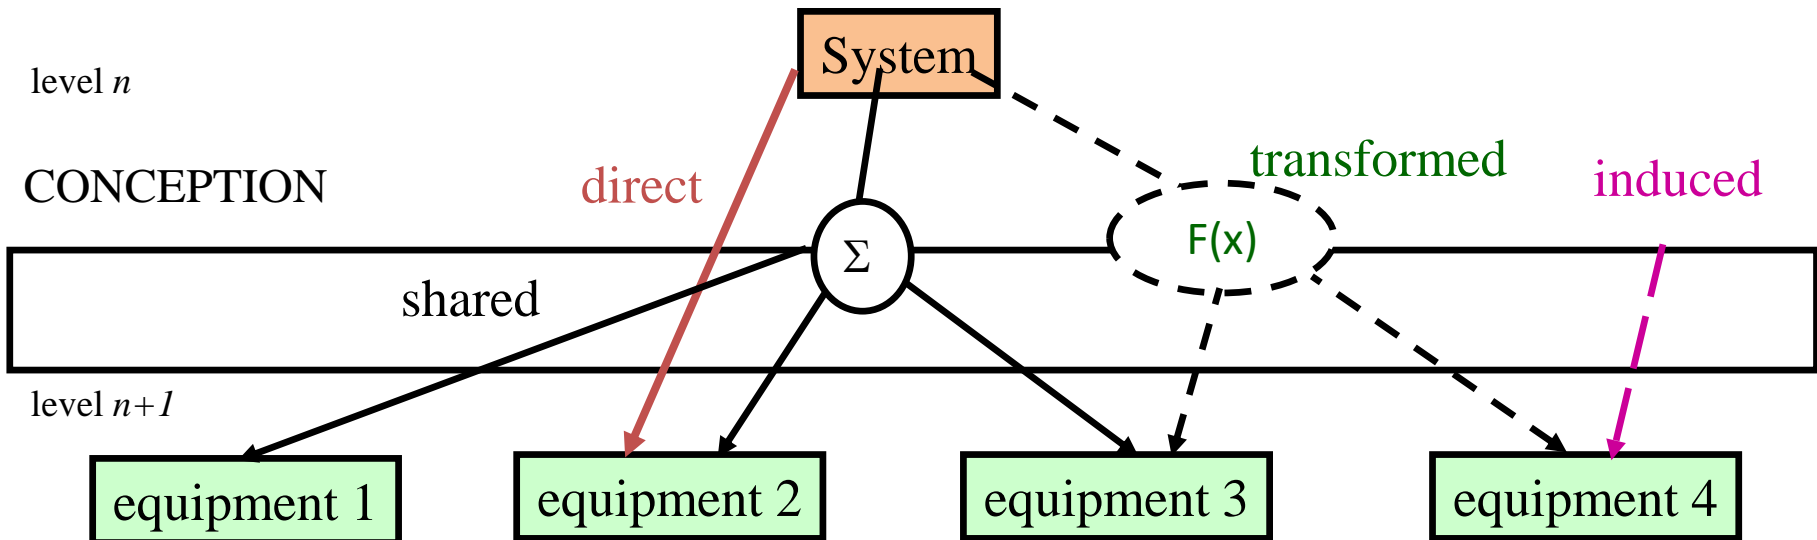 System
level n
transformed
CONCEPTION
direct
induced
F(x)
Σ
shared
level n+1
equipment 1
equipment 2
equipment 3
equipment 4